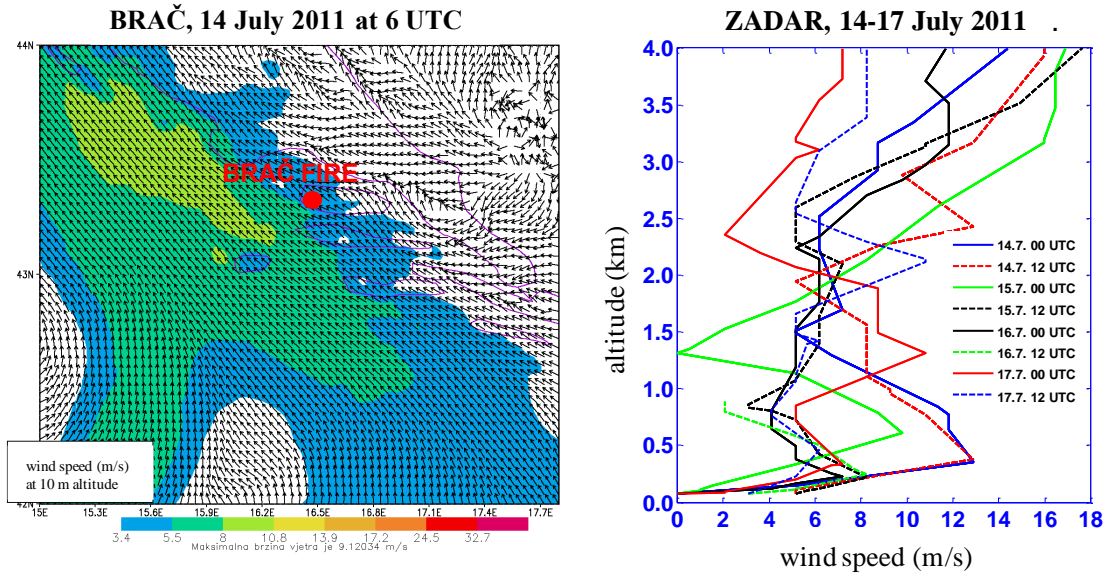 BRAČ, 14 July 2011 at 6 UTC
44N
43N
42N
BRAČ FIRE
wind speed (m/s)
at 10 m altitude
15E 15.3E 15.6E 15.9E 16.2E 16.5E 16.8E 17.1E 17.4E 17.7E
3.4 5.5 8 10.8 13.9 17.2 24.5 32.7
Maksimalna brzina vjetra je 9.12034 m/s
ZADAR, 14-17 July 2011 .
altitude (km)
4.0
3.5
3.0
2.5
2.0
1.5
1.0
0.5
0.0
14.7. 00 UTC
14.7. 12 UTC
15.7. 00 UTC
15.7. 12 UTC
16.7. 00 UTC
16.7. 12 UTC
17.7. 00 UTC
17.7. 12 UTC
0 2 4 6 8 10 12 14 16 18
wind speed (m/s)